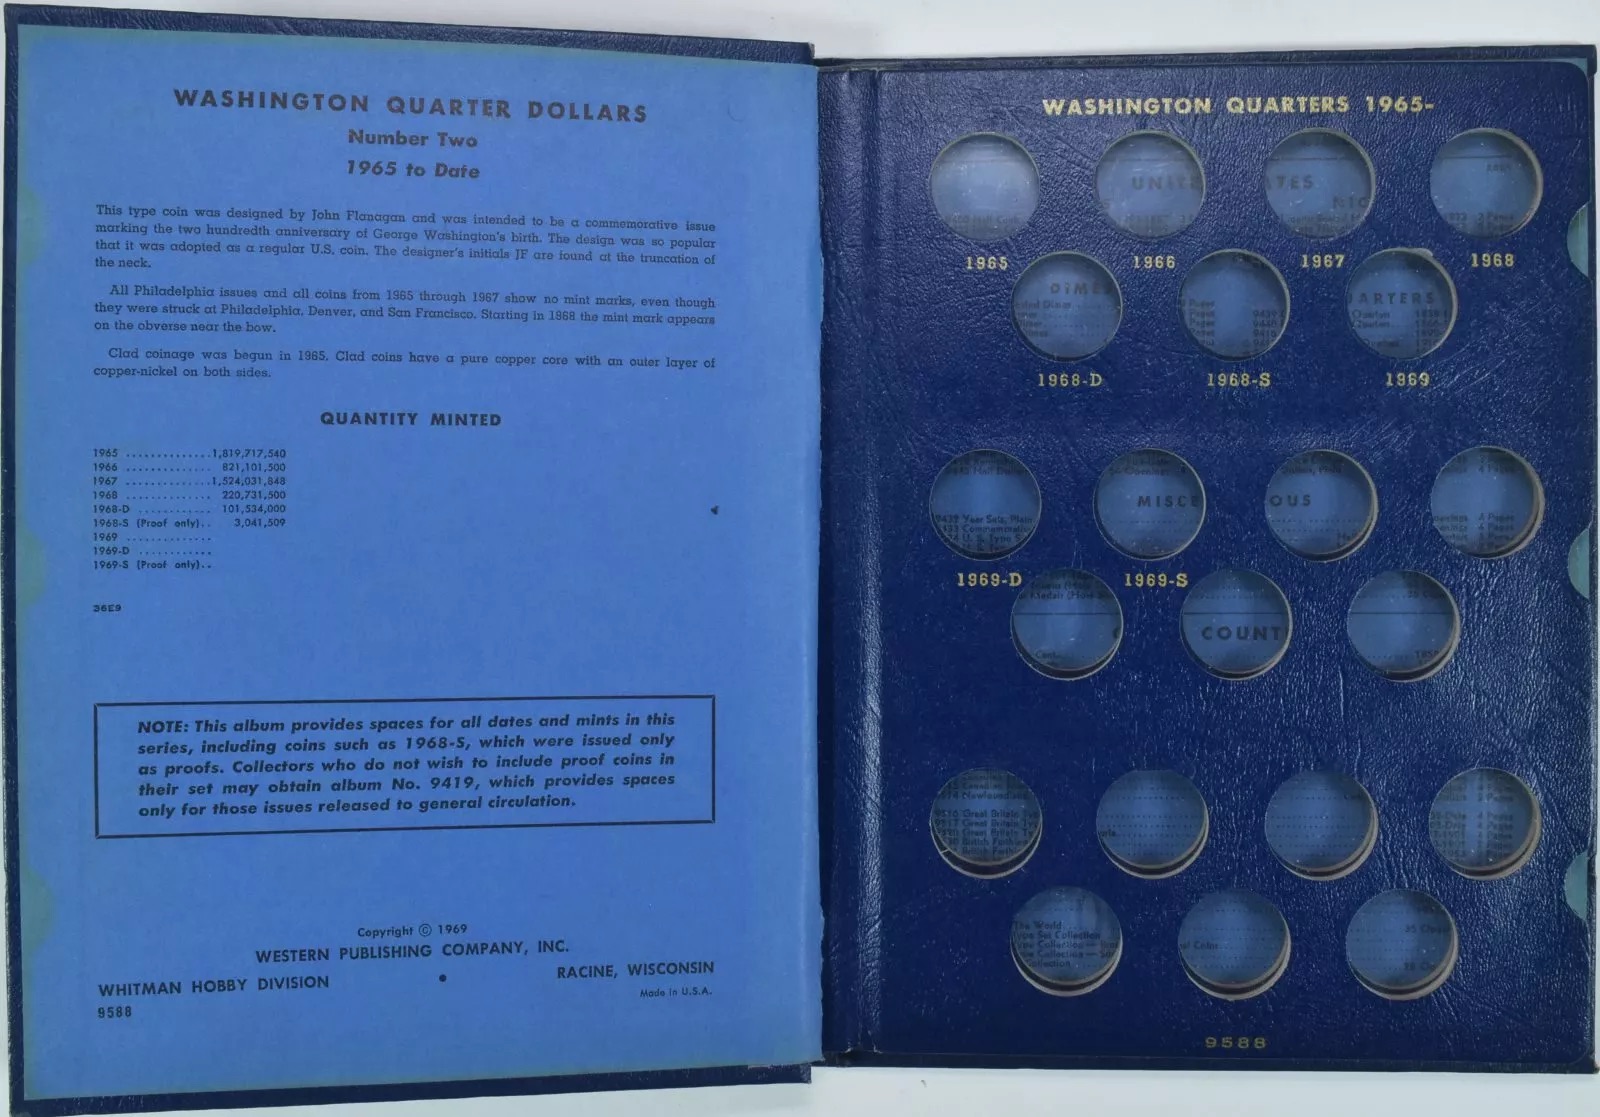 WASHINGTON QUARTER DOLLARS
Number Two
1965 to Date
This type coin was designed by John Flanagan and was intended to be a commemorative issue
marking the two hundredth anniversary of George Washington's birth. The design was so popular
that it was adopted as a regular U.S. coin. The designer's initials JF are found at the truncation of
the neck.
All Philadelphia issues and all coins from 1965 through 1967 show no mint marks, even though
they were struck at Philadelphia, Denver, and San Francisco. Starting in 1968 the mint mark appears
on the obverse near the bow.
Clad coinage was begun in 1965. Clad coins have a pure copper core with an outer layer of
copper-nickel on both sides.
QUANTITY MINTED
1965 ..............1,819,717,540
1966 .............. 821,101,500
1967 ..............1,524,031,848
1968 .............. 220,731,500
1968-D ............ 101,534,000
1968-S (Proof only).. 3,041,509
1969 ..............
1969-D ............
1969-S (Proof only)..
36E9
NOTE: This album provides spaces for all dates and mints in this
series, including coins such as 1968-S, which were issued only
as proofs. Collectors who do not wish to include proof coins in
their set may obtain album No. 9419, which provides spaces
only for those issues released to general circulation.
Copyright © 1969
WESTERN PUBLISHING COMPANY, INC.
WHITMAN HOBBY DIVISION • RACINE, WISCONSIN
9588 Made in U.S.A.
WASHINGTON QUARTERS 1965-
UNITE TES
1965 1966 1967 1968
DIME ARTERS
1968-D 1968-S 1969
MISCE OUS
1969-D 1969-S
COUNT
The World
Type Set Collection
9588